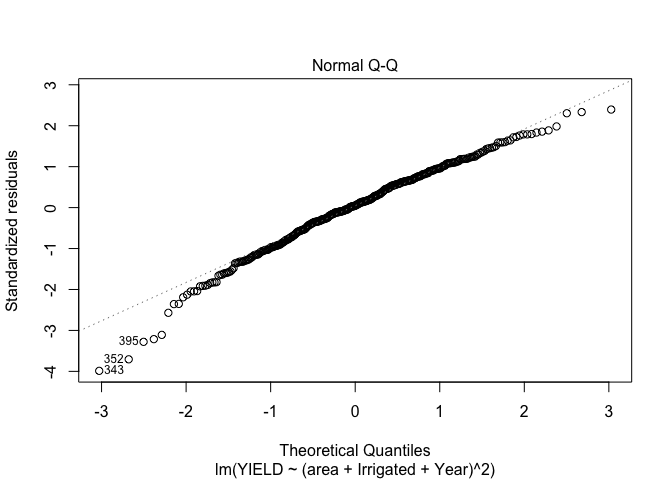 Normal Q-Q
3
2
1
0
-1
-2
-3
-4
Standardized residuals
395
352
343
-3 -2 -1 0 1 2 3
Theoretical Quantiles
lm(YIELD ~ (area + Irrigated + Year)^2)